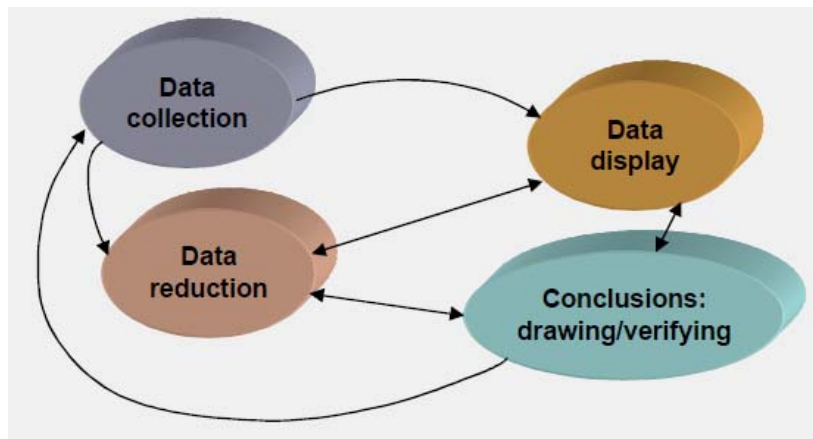 Data
collection
Data
display
Data
reduction
Conclusions:
drawing/verifying